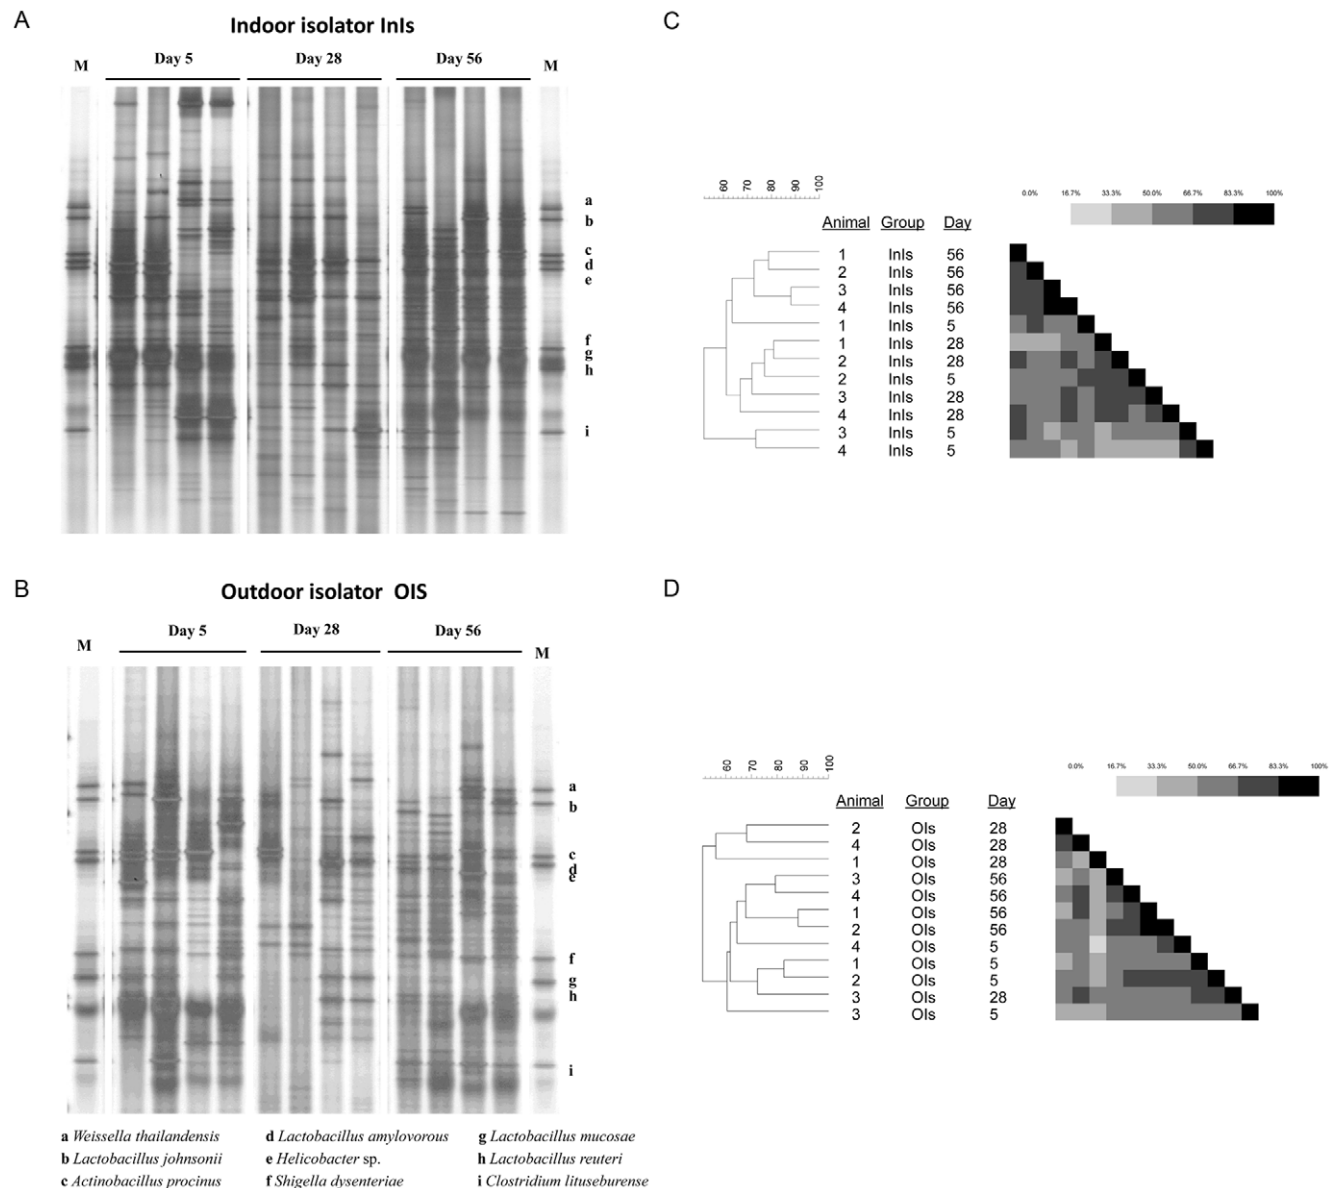 A
Indoor isolator InIs
M
Day 5
Day 28
Day 56
M
a
b
c
d
e
f
g
h
i
B
Outdoor isolator OIS
M
Day 5
Day 28
Day 56
M
a
b
c
d
e
f
g
h
i
a Weissella thailandensis
d Lactobacillus amylovorous
g Lactobacillus mucosae
b Lactobacillus johnsonii
e Helicobacter sp.
h Lactobacillus reuteri
c Actinobacillus procinus
f Shigella dysenteriae
i Clostridium lituseburense
C
60 70 80 90 100
0.0% 16.7% 33.3% 50.0% 66.7% 83.3% 100%
Animal Group Day
1 InIs 56
2 InIs 56
3 InIs 56
4 InIs 56
1 InIs 5
1 InIs 28
2 InIs 28
2 InIs 5
3 InIs 28
4 InIs 28
3 InIs 5
4 InIs 5
D
60 70 80 90 100
0.0% 16.7% 33.3% 50.0% 66.7% 83.3% 100%
Animal Group Day
2 OIs 28
4 OIs 28
1 OIs 28
3 OIs 56
4 OIs 56
1 OIs 56
2 OIs 56
4 OIs 5
1 OIs 5
2 OIs 5
3 OIs 28
3 OIs 5